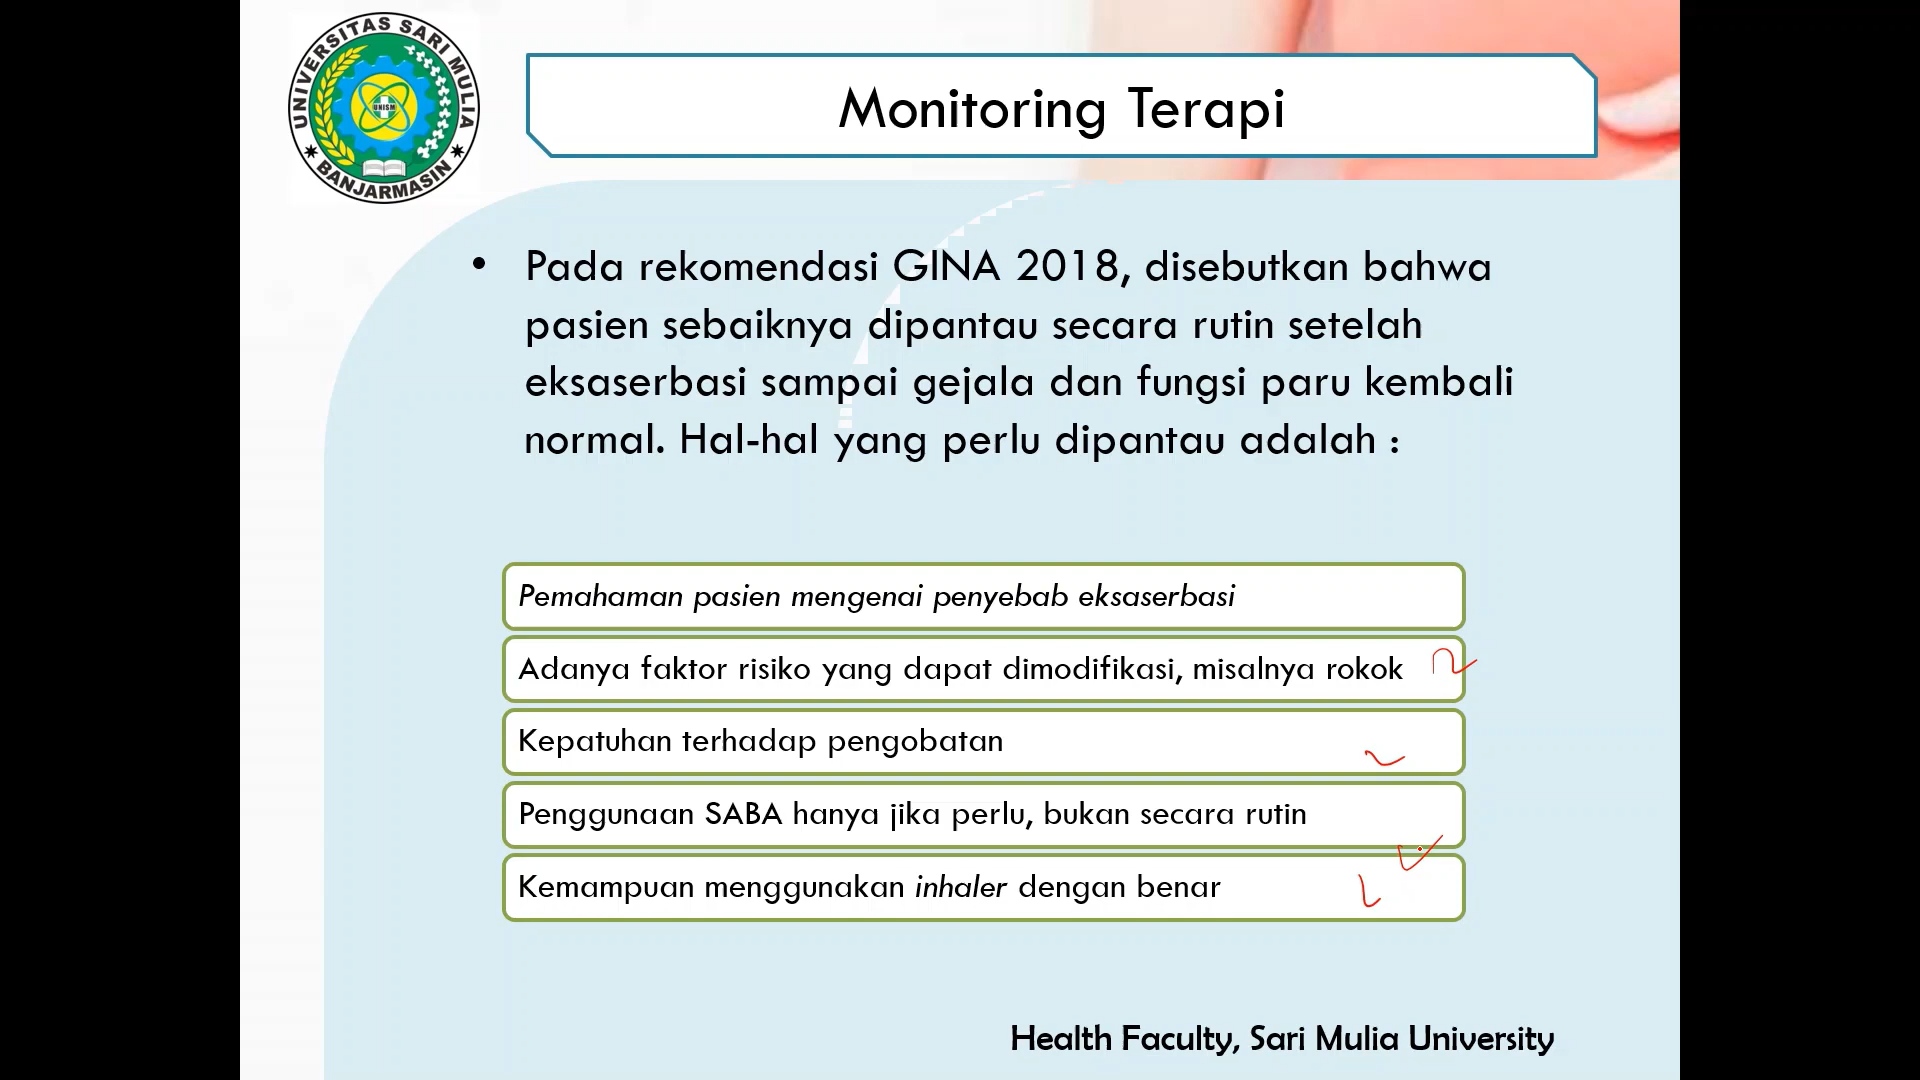 UNIVERSITAS SARI MULIA
UNISM
BANJARMASIN
Monitoring Terapi
• Pada rekomendasi GINA 2018, disebutkan bahwa
pasien sebaiknya dipantau secara rutin setelah
eksaserbasi sampai gejala dan fungsi paru kembali
normal. Hal-hal yang perlu dipantau adalah :
Pemahaman pasien mengenai penyebab eksaserbasi
Adanya faktor risiko yang dapat dimodifikasi, misalnya rokok
Kepatuhan terhadap pengobatan
Penggunaan SABA hanya jika perlu, bukan secara rutin
Kemampuan menggunakan inhaler dengan benar
Health Faculty, Sari Mulia University